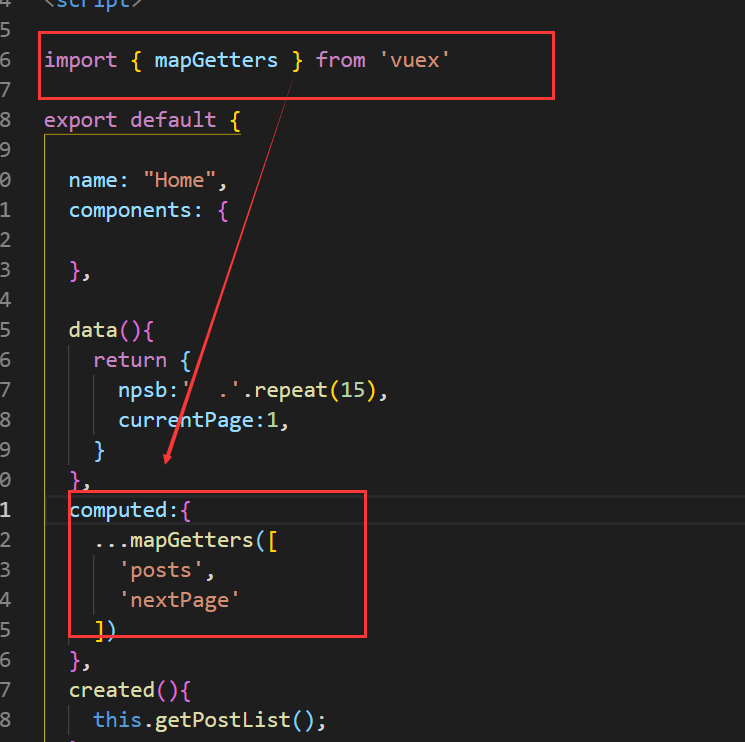 4 <script>
5
6 import { mapGetters } from 'vuex'
7
8 export default {
9
0 name: "Home",
1 components: {
2
3 },
4
5 data(){
6 return {
7 npsb:'  .'.repeat(15),
8 currentPage:1,
9 }
0 },
1 computed:{
2 ...mapGetters([
3 'posts',
4 'nextPage'
5 ])
6 },
7 created(){
8 this.getPostList();